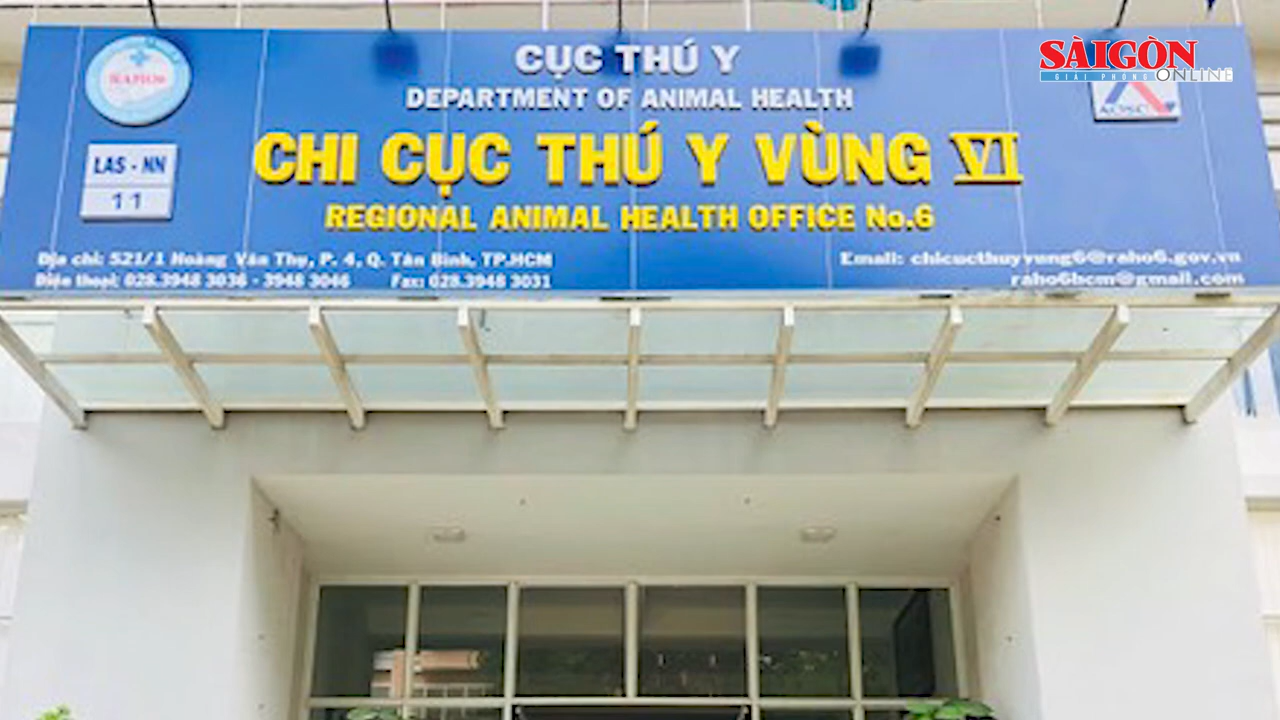 SÀIGÒN
GIẢI PHÓNG ONLINE
CỤC THÚ Y
DEPARTMENT OF ANIMAL HEALTH
CHI CỤC THÚ Y VÙNG VI
REGIONAL ANIMAL HEALTH OFFICE No.6
RAHO6
LAS - NN
11
Địa chỉ: 521/1 Hoàng Văn Thụ, P. 4, Q. Tân Bình, TP.HCM
Điện thoại: 028.3948 3036 - 3948 3046 Fax: 028.3948 3031
Email: chicucthuyvung6@raho6.gov.vn
raho6hcm@gmail.com